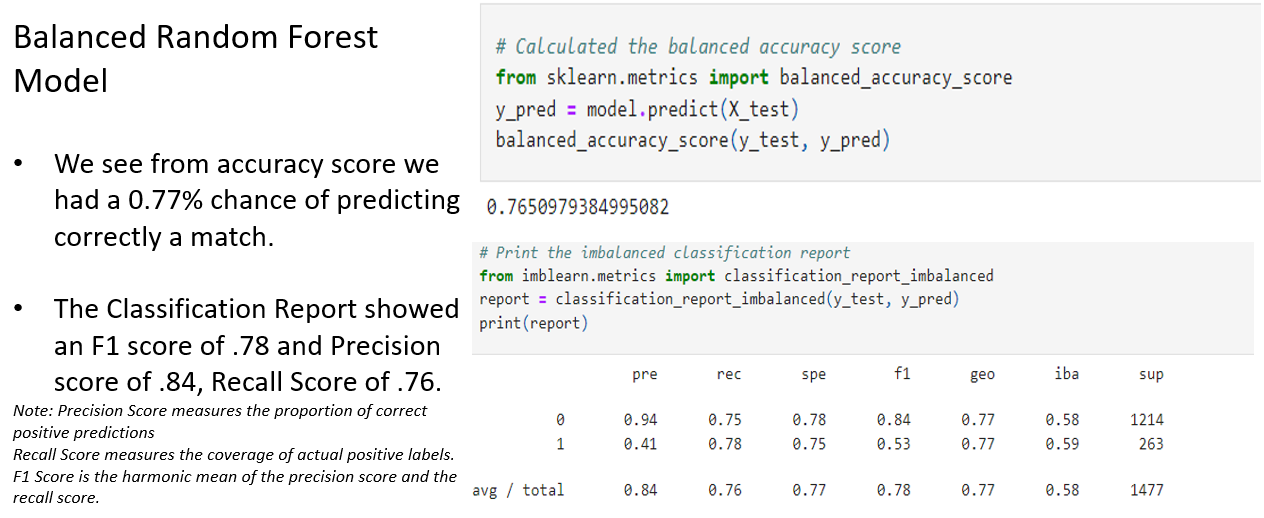 Balanced Random Forest
Model
• We see from accuracy score we
had a 0.77% chance of predicting
correctly a match.
• The Classification Report showed
an F1 score of .78 and Precision
score of .84, Recall Score of .76.
Note: Precision Score measures the proportion of correct
positive predictions
Recall Score measures the coverage of actual positive labels.
F1 Score is the harmonic mean of the precision score and the
recall score.
# Calculated the balanced accuracy score
from sklearn.metrics import balanced_accuracy_score
y_pred = model.predict(X_test)
balanced_accuracy_score(y_test, y_pred)
0.7650979384995082
# Print the imbalanced classification report
from imblearn.metrics import classification_report_imbalanced
report = classification_report_imbalanced(y_test, y_pred)
print(report)
pre rec spe f1 geo iba sup
0 0.94 0.75 0.78 0.84 0.77 0.58 1214
1 0.41 0.78 0.75 0.53 0.77 0.59 263
avg / total 0.84 0.76 0.77 0.78 0.77 0.58 1477